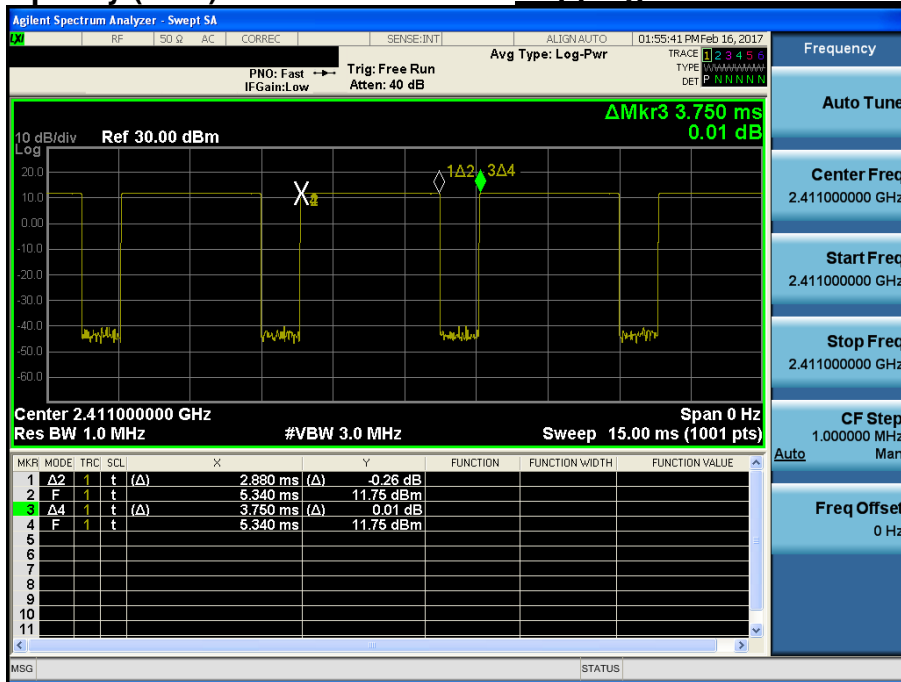 Agilent Spectrum Analyzer - Swept SA
LXI RF 50 Ω AC CORREC SENSE:INT ALIGN AUTO 01:55:41 PM Feb 16, 2017
Avg Type: Log-Pwr TRACE 1 2 3 4 5 6
PNO: Fast Trig: Free Run TYPE WWWWWW
IFGain:Low Atten: 40 dB DET P N N N N N
ΔMkr3 3.750 ms
10 dB/div Ref 30.00 dBm 0.01 dB
Log
20.0
10.0
0.00
-10.0
-20.0
-30.0
-40.0
-50.0
-60.0
1Δ2 3Δ4
Center 2.411000000 GHz Span 0 Hz
Res BW 1.0 MHz #VBW 3.0 MHz Sweep 15.00 ms (1001 pts)
MKR MODE TRC SCL X Y FUNCTION FUNCTION WIDTH FUNCTION VALUE
1 Δ2 1 t (Δ) 2.880 ms (Δ) -0.26 dB
2 F 1 t 5.340 ms 11.75 dBm
3 Δ4 1 t (Δ) 3.750 ms (Δ) 0.01 dB
4 F 1 t 5.340 ms 11.75 dBm
5
6
7
8
9
10
11
MSG STATUS
Frequency
Auto Tune
Center Freq
2.411000000 GHz
Start Freq
2.411000000 GHz
Stop Freq
2.411000000 GHz
CF Step
1.000000 MHz
Auto Man
Freq Offset
0 Hz